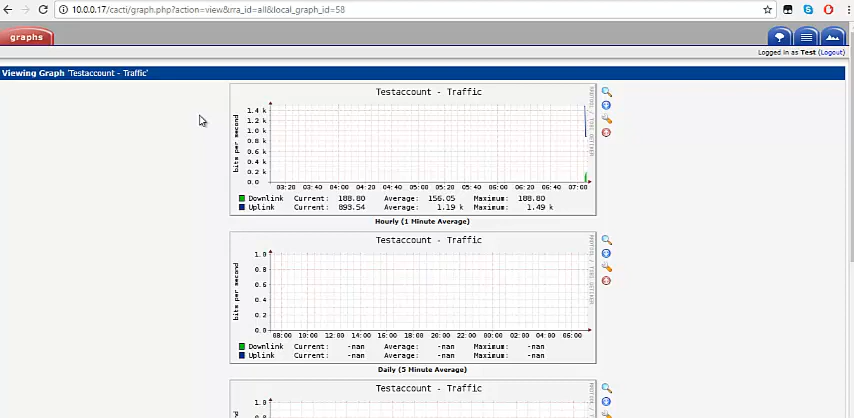 10.0.0.17/cacti/graph.php?action=view&rra_id=all&local_graph_id=58
graphs
Logged in as Test (Logout)
Viewing Graph 'Testaccount - Traffic'
Testaccount - Traffic
bits per second
1.4 k
1.2 k
1.0 k
0.8 k
0.6 k
0.4 k
0.2 k
0.0
03:20 03:40 04:00 04:20 04:40 05:00 05:20 05:40 06:00 06:20 06:40 07:00
Downlink Current: 188.80 Average: 156.05 Maximum: 188.80
Uplink Current: 893.54 Average: 1.19 k Maximum: 1.49 k
Hourly (1 Minute Average)
Testaccount - Traffic
bits per second
1.0
0.8
0.6
0.4
0.2
0.0
08:00 10:00 12:00 14:00 16:00 18:00 20:00 22:00 00:00 02:00 04:00 06:00
Downlink Current: -nan Average: -nan Maximum: -nan
Uplink Current: -nan Average: -nan Maximum: -nan
Daily (5 Minute Average)
Testaccount - Traffic
1.0
0.8